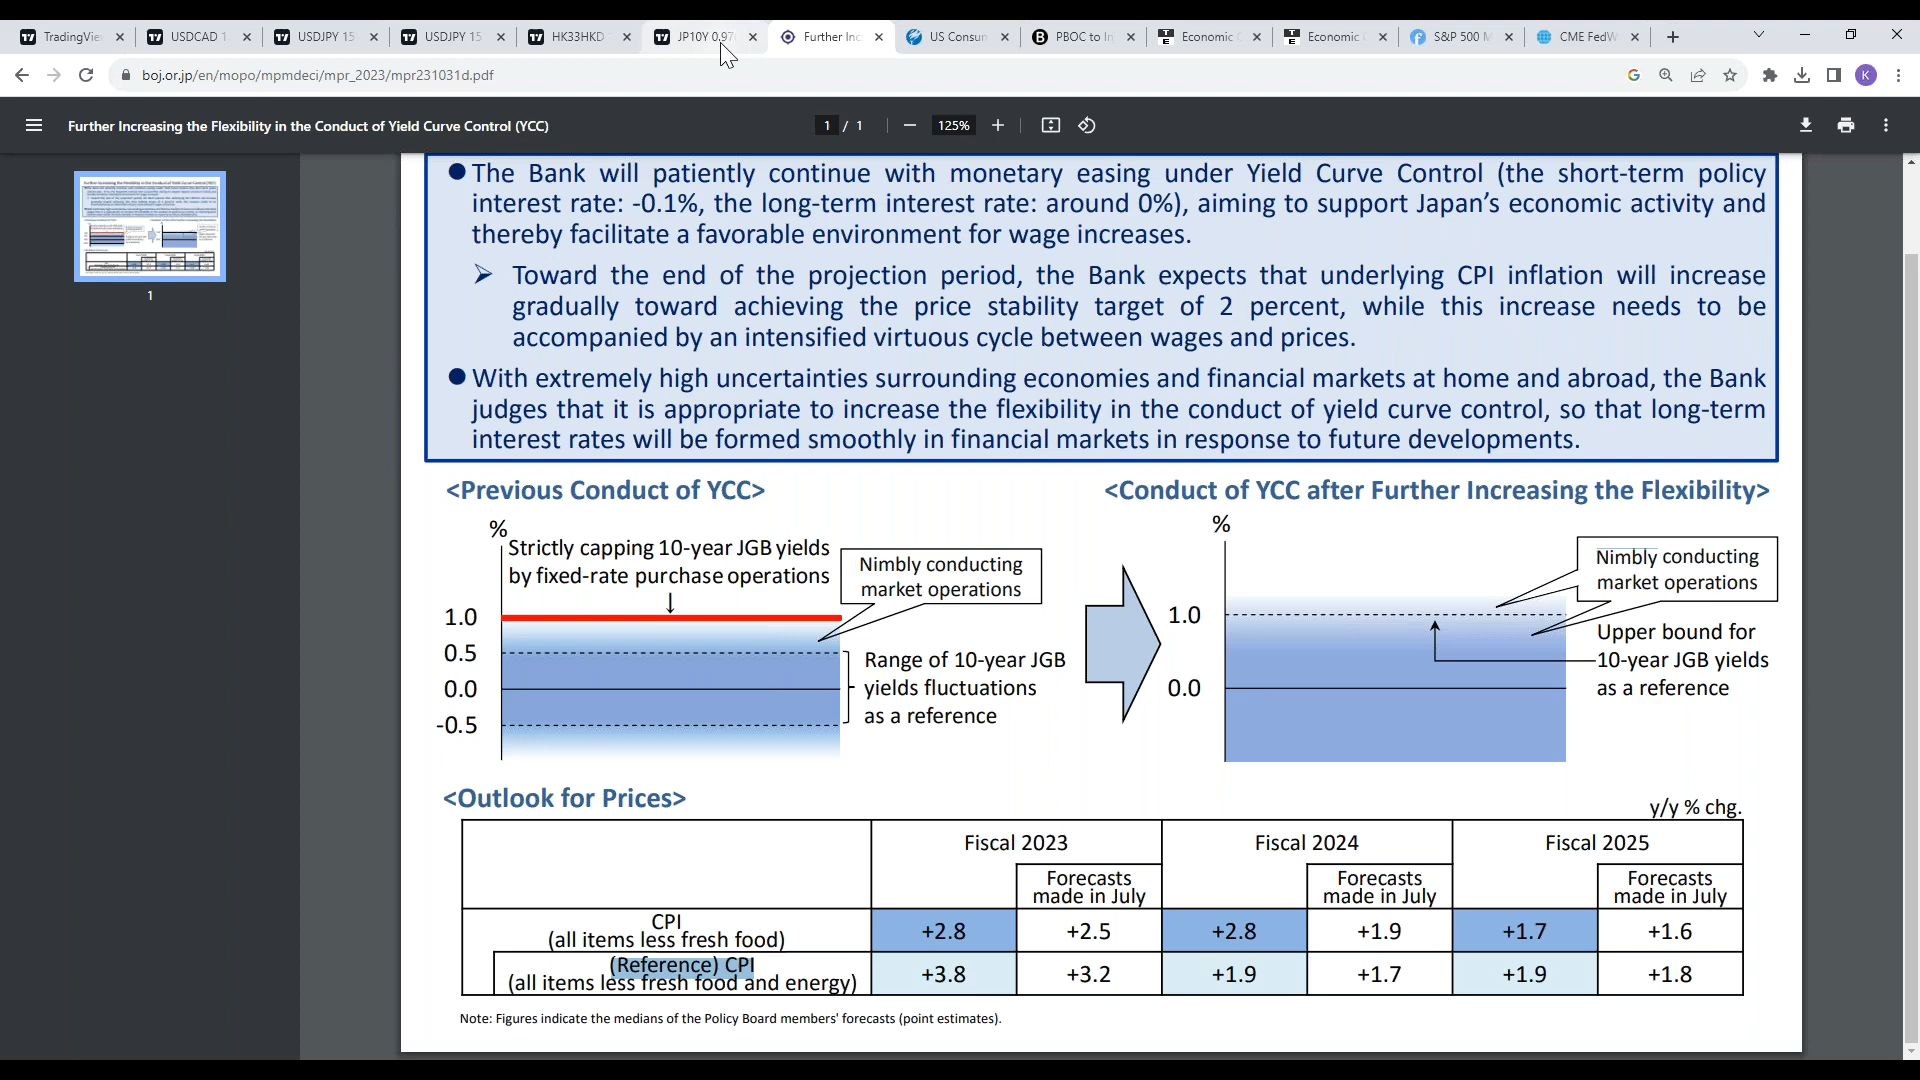 TradingVie
USDCAD 1
USDJPY 15
USDJPY 15
HK33HKD
JP10Y 0.97
Further Inc
US Consum
PBOC to In
Economic C
Economic
S&P 500 M
CME FedW
boj.or.jp/en/mopo/mpmdeci/mpr_2023/mpr231031d.pdf
K
Further Increasing the Flexibility in the Conduct of Yield Curve Control (YCC)
1 / 1
125%
1
● The Bank will patiently continue with monetary easing under Yield Curve Control (the short-term policy
interest rate: -0.1%, the long-term interest rate: around 0%), aiming to support Japan’s economic activity and
thereby facilitate a favorable environment for wage increases.
➢ Toward the end of the projection period, the Bank expects that underlying CPI inflation will increase
gradually toward achieving the price stability target of 2 percent, while this increase needs to be
accompanied by an intensified virtuous cycle between wages and prices.
● With extremely high uncertainties surrounding economies and financial markets at home and abroad, the Bank
judges that it is appropriate to increase the flexibility in the conduct of yield curve control, so that long-term
interest rates will be formed smoothly in financial markets in response to future developments.
<Previous Conduct of YCC>
%
Strictly capping 10-year JGB yields
by fixed-rate purchase operations
↓
Nimbly conducting
market operations
1.0
0.5
0.0
-0.5
Range of 10-year JGB
yields fluctuations
as a reference
<Conduct of YCC after Further Increasing the Flexibility>
%
Nimbly conducting
market operations
1.0
0.0
Upper bound for
10-year JGB yields
as a reference
<Outlook for Prices>
y/y % chg.
Fiscal 2023 Fiscal 2024 Fiscal 2025
Forecasts Forecasts Forecasts
made in July made in July made in July
CPI
(all items less fresh food)
+2.8 +2.5 +2.8 +1.9 +1.7 +1.6
(Reference) CPI
(all items less fresh food and energy)
+3.8 +3.2 +1.9 +1.7 +1.9 +1.8
Note: Figures indicate the medians of the Policy Board members' forecasts (point estimates).